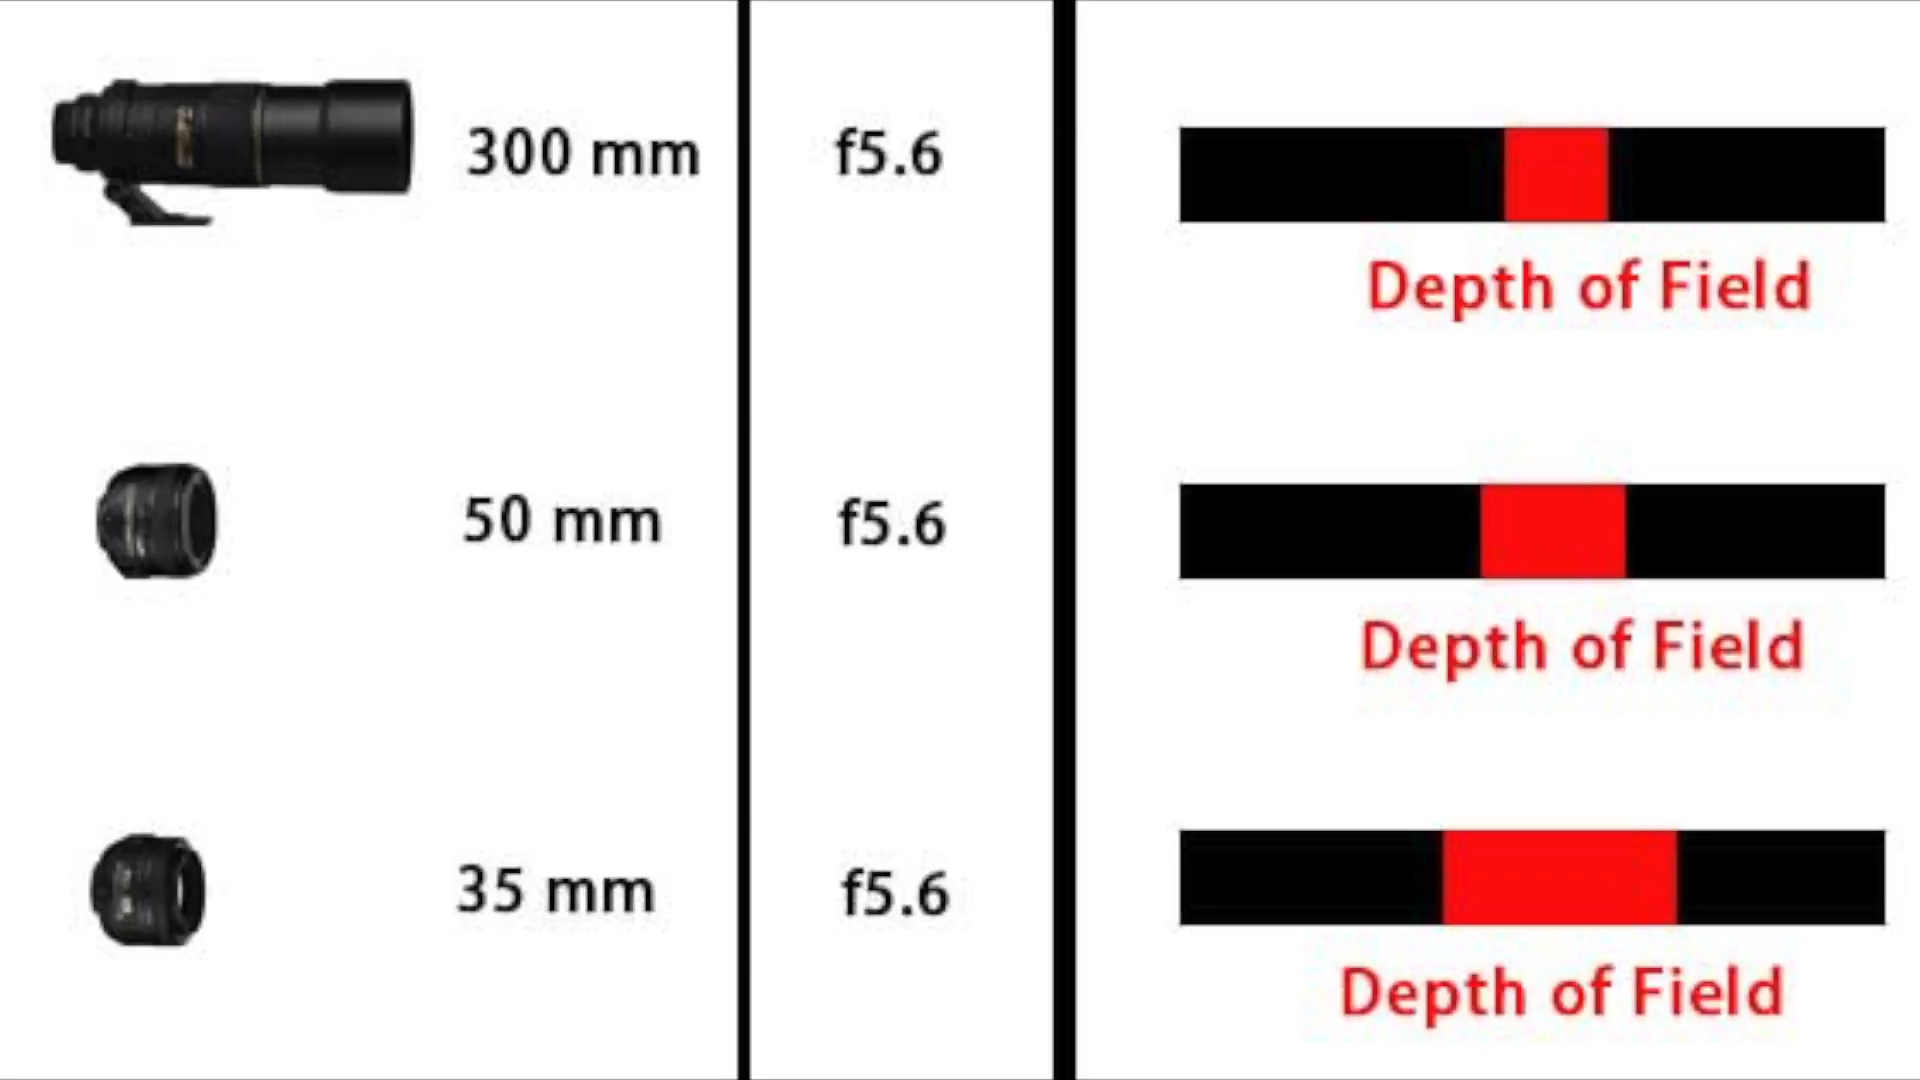 300 mm
f5.6
Depth of Field
50 mm
f5.6
Depth of Field
35 mm
f5.6
Depth of Field